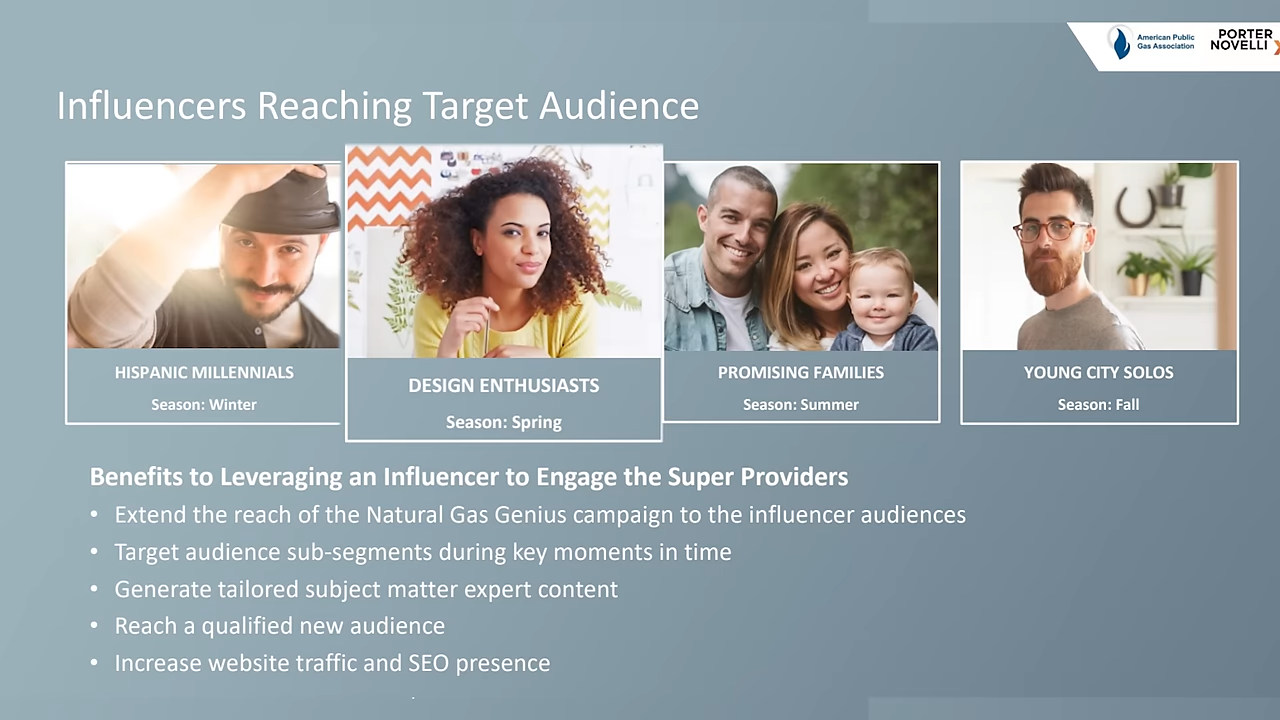 American Public
Gas Association
PORTER
NOVELLI
Influencers Reaching Target Audience
HISPANIC MILLENNIALS
Season: Winter
DESIGN ENTHUSIASTS
Season: Spring
PROMISING FAMILIES
Season: Summer
YOUNG CITY SOLOS
Season: Fall
Benefits to Leveraging an Influencer to Engage the Super Providers
• Extend the reach of the Natural Gas Genius campaign to the influencer audiences
• Target audience sub-segments during key moments in time
• Generate tailored subject matter expert content
• Reach a qualified new audience
• Increase website traffic and SEO presence